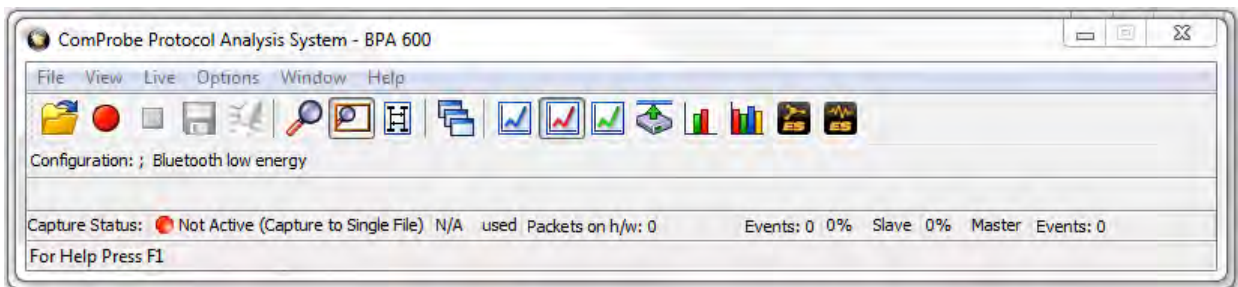 ComProbe Protocol Analysis System - BPA 600
File View Live Options Window Help
ES ES
Configuration: ; Bluetooth low energy
Capture Status: Not Active (Capture to Single File) N/A used Packets on h/w: 0 Events: 0 0% Slave 0% Master Events: 0
For Help Press F1